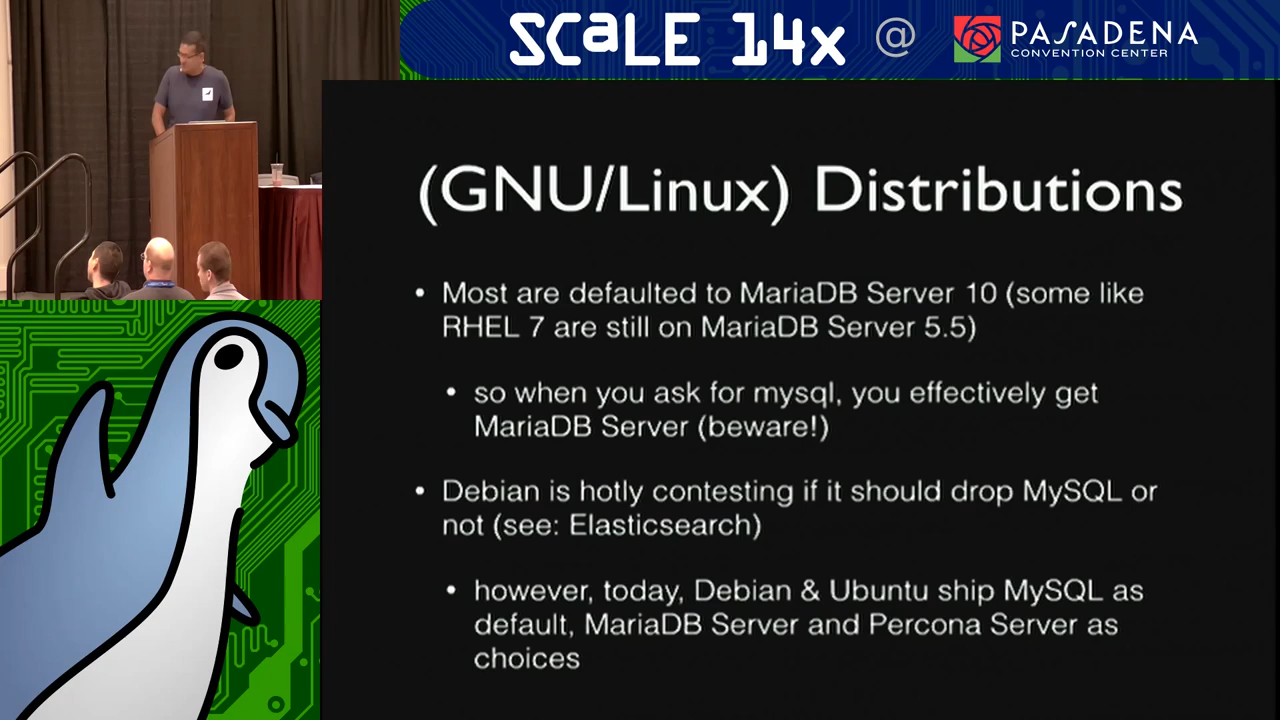 SCaLE 14x @ PASADENA
CONVENTION CENTER
(GNU/Linux) Distributions
• Most are defaulted to MariaDB Server 10 (some like
RHEL 7 are still on MariaDB Server 5.5)
• so when you ask for mysql, you effectively get
MariaDB Server (beware!)
• Debian is hotly contesting if it should drop MySQL or
not (see: Elasticsearch)
• however, today, Debian & Ubuntu ship MySQL as
default, MariaDB Server and Percona Server as
choices